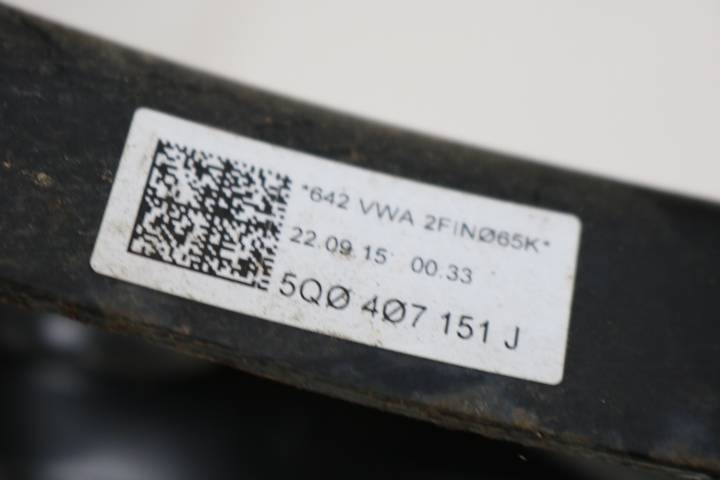 *642 VWA 2FINØ65K*
22.09.15 00.33
5QØ 4Ø7 151 J